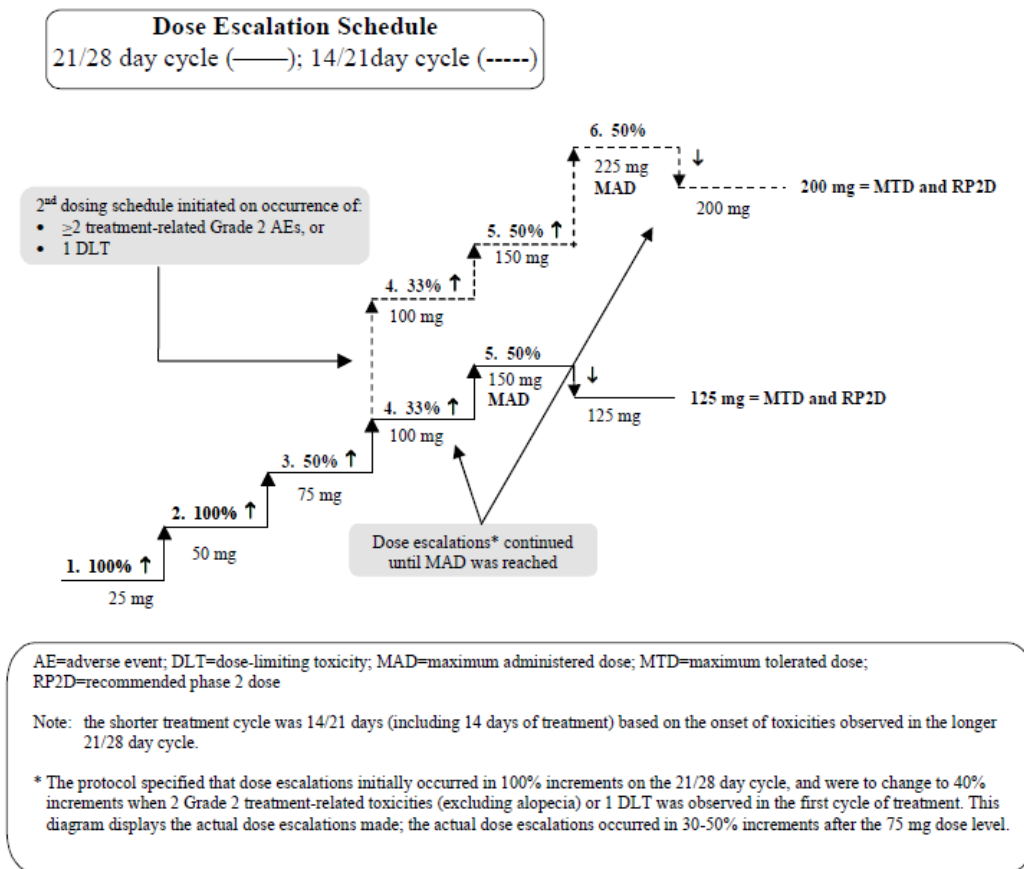 Dose Escalation Schedule
21/28 day cycle (——); 14/21day cycle (-----)
6. 50%
225 mg
MAD
↓
200 mg = MTD and RP2D
200 mg
2nd dosing schedule initiated on occurrence of:
• ≥2 treatment-related Grade 2 AEs, or
• 1 DLT
5. 50% ↑
150 mg
4. 33% ↑
100 mg
5. 50%
150 mg
MAD
↓
125 mg = MTD and RP2D
125 mg
4. 33% ↑
100 mg
3. 50% ↑
75 mg
2. 100% ↑
50 mg
Dose escalations* continued
until MAD was reached
1. 100% ↑
25 mg
AE=adverse event; DLT=dose-limiting toxicity; MAD=maximum administered dose; MTD=maximum tolerated dose;
RP2D=recommended phase 2 dose
Note: the shorter treatment cycle was 14/21 days (including 14 days of treatment) based on the onset of toxicities observed in the longer
21/28 day cycle.
* The protocol specified that dose escalations initially occurred in 100% increments on the 21/28 day cycle, and were to change to 40%
increments when 2 Grade 2 treatment-related toxicities (excluding alopecia) or 1 DLT was observed in the first cycle of treatment. This
diagram displays the actual dose escalations made; the actual dose escalations occurred in 30-50% increments after the 75 mg dose level.